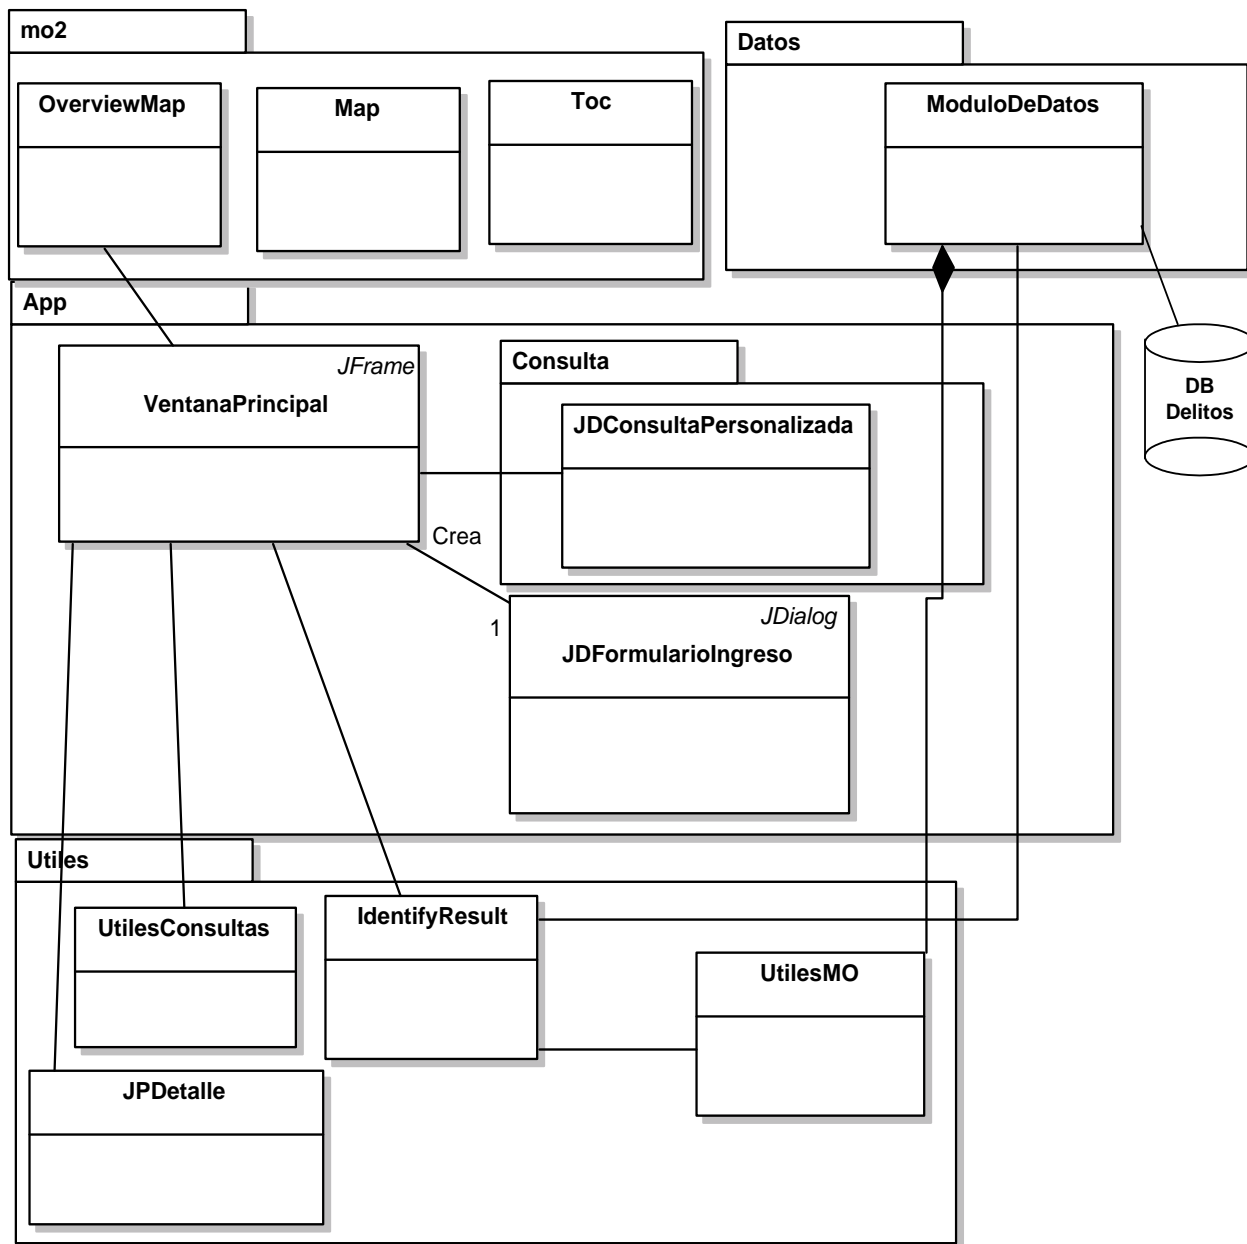 mo2
OverviewMap
Map
Toc
Datos
ModuloDeDatos
DB
Delitos
App
JFrame
VentanaPrincipal
Consulta
JDConsultaPersonalizada
Crea
1
JDialog
JDFormularioIngreso
Utiles
UtilesConsultas
IdentifyResult
UtilesMO
JPDetalle